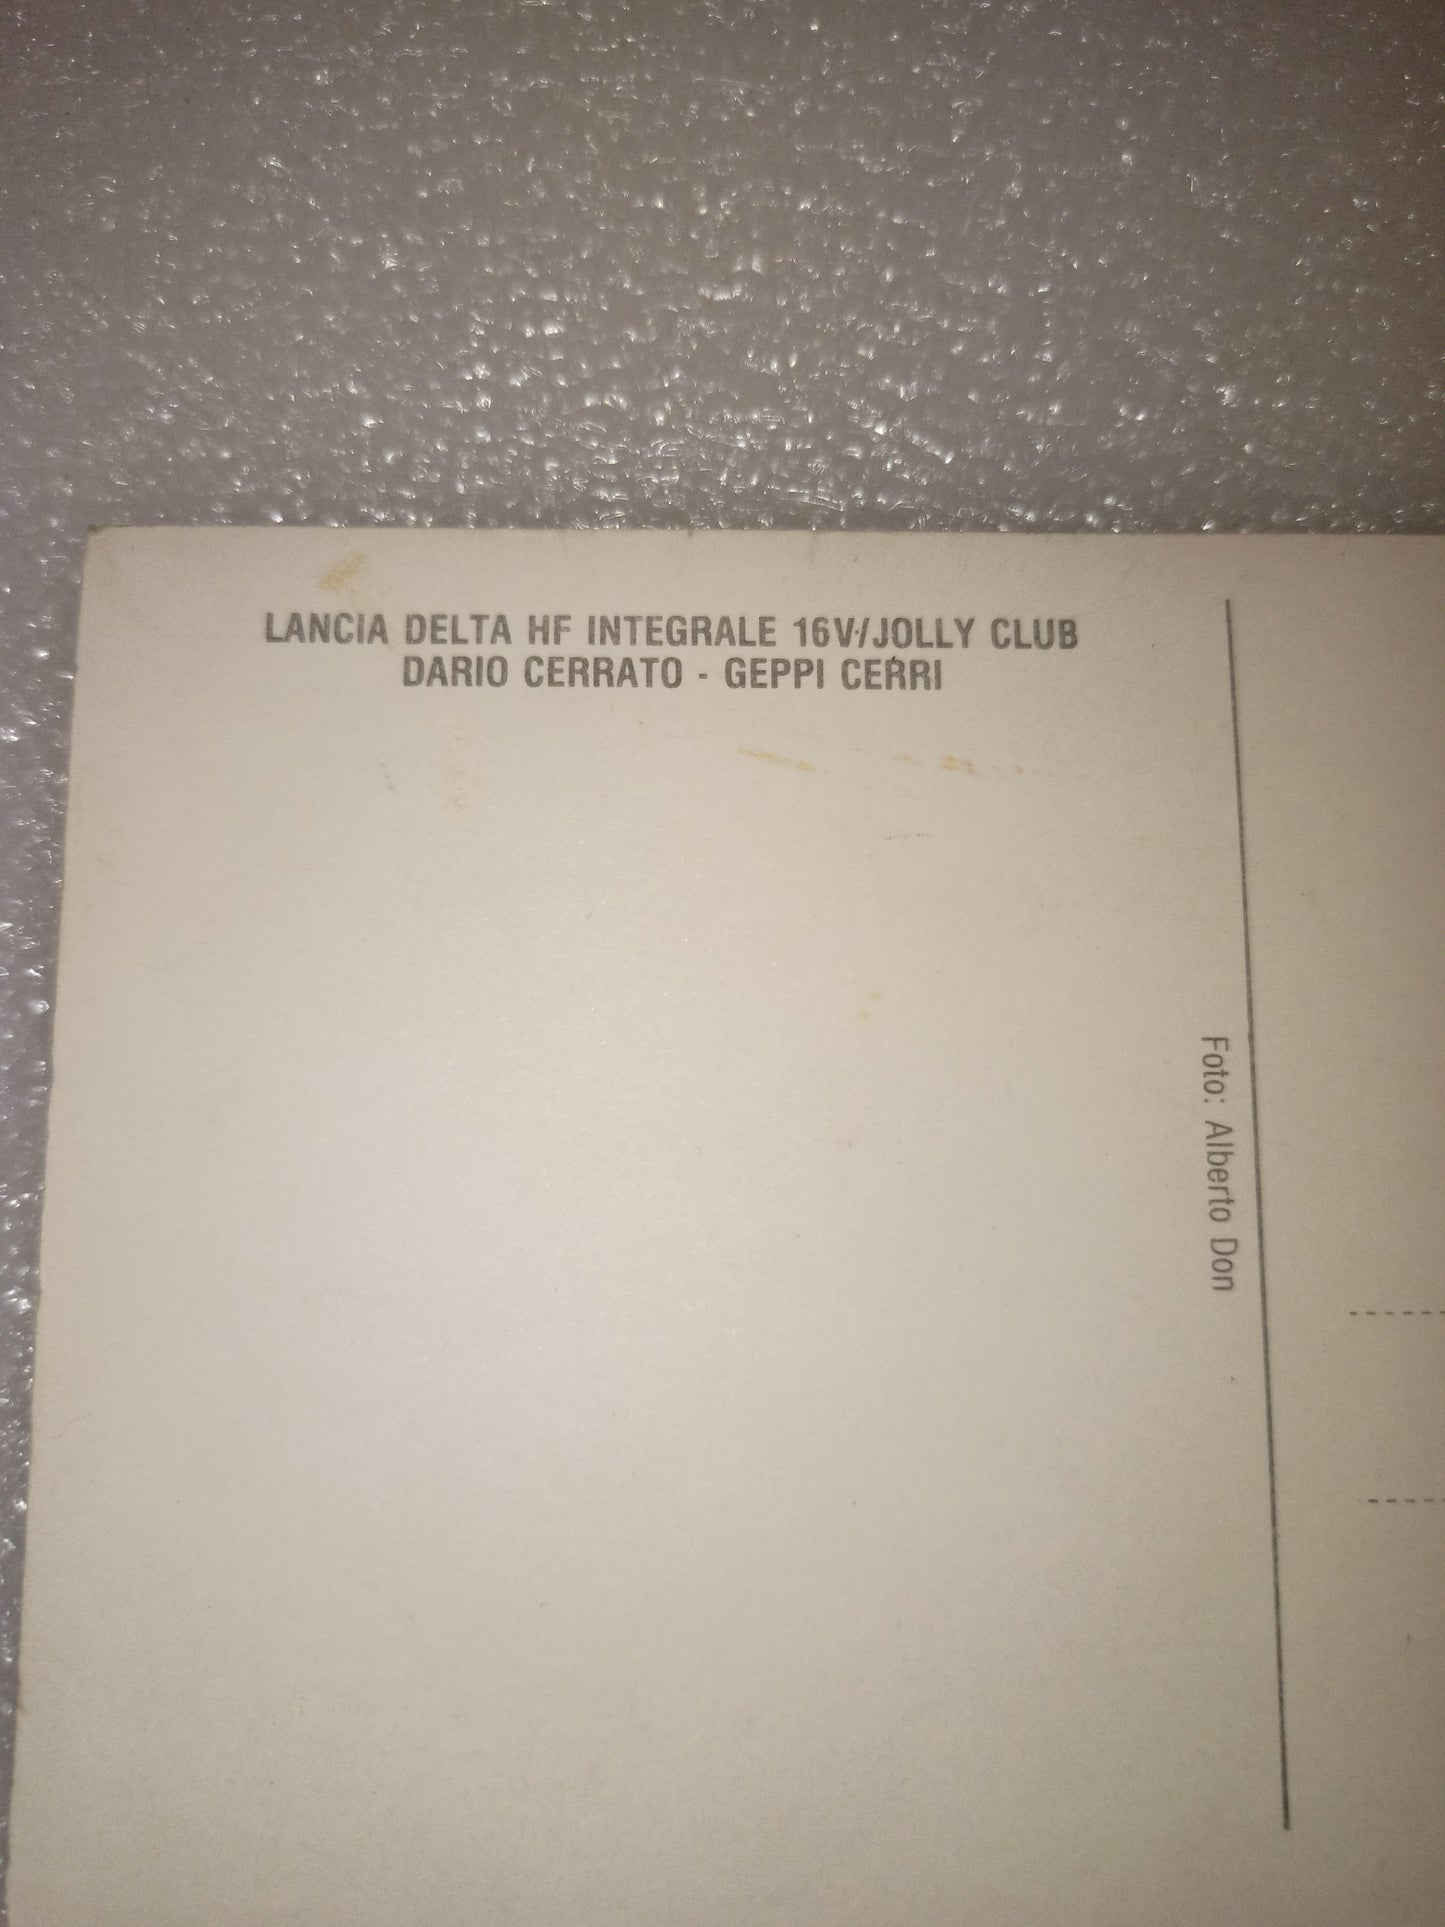 LANCIA DELTA HF INTEGRALE 16V/JOLLY CLUB
DARIO CERRATO - GEPPI CERRI
Foto: Alberto Don